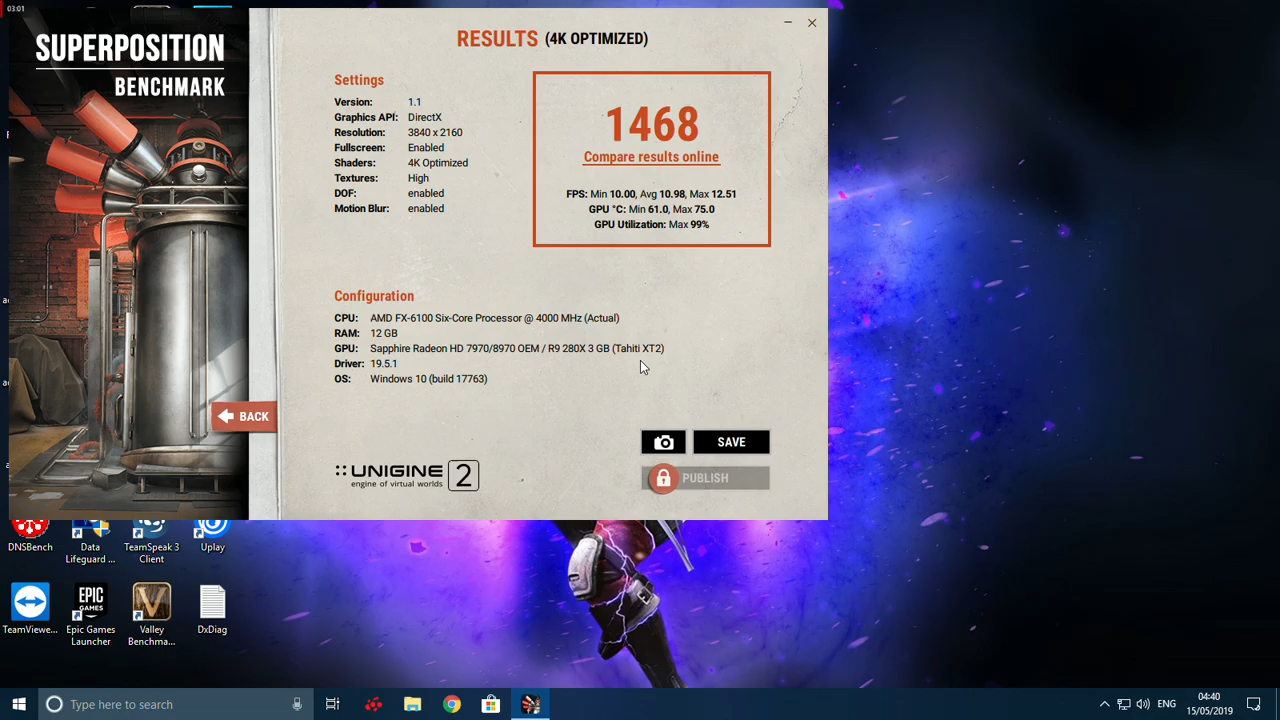 03:01
SUPERPOSITION
BENCHMARK
RESULTS (4K OPTIMIZED)
Settings
Version: 1.1
Graphics API: DirectX
Resolution: 3840 x 2160
Fullscreen: Enabled
Shaders: 4K Optimized
Textures: High
DOF: enabled
Motion Blur: enabled
1468
Compare results online
FPS: Min 10.00, Avg 10.98, Max 12.51
GPU °C: Min 61.0, Max 75.0
GPU Utilization: Max 99%
Configuration
CPU: AMD FX-6100 Six-Core Processor @ 4000 MHz (Actual)
RAM: 12 GB
GPU: Sapphire Radeon HD 7970/8970 OEM / R9 280X 3 GB (Tahiti XT2)
Driver: 19.5.1
OS: Windows 10 (build 17763)
BACK
SAVE
PUBLISH
UNIGINE 2
engine of virtual worlds
DNSBench
Data Lifeguard ...
TeamSpeak 3 Client
Uplay
TeamViewe...
EPIC GAMES
Epic Games Launcher
V
Valley Benchma...
DxDiag
Type here to search
ENG
04:40
15/05/2019